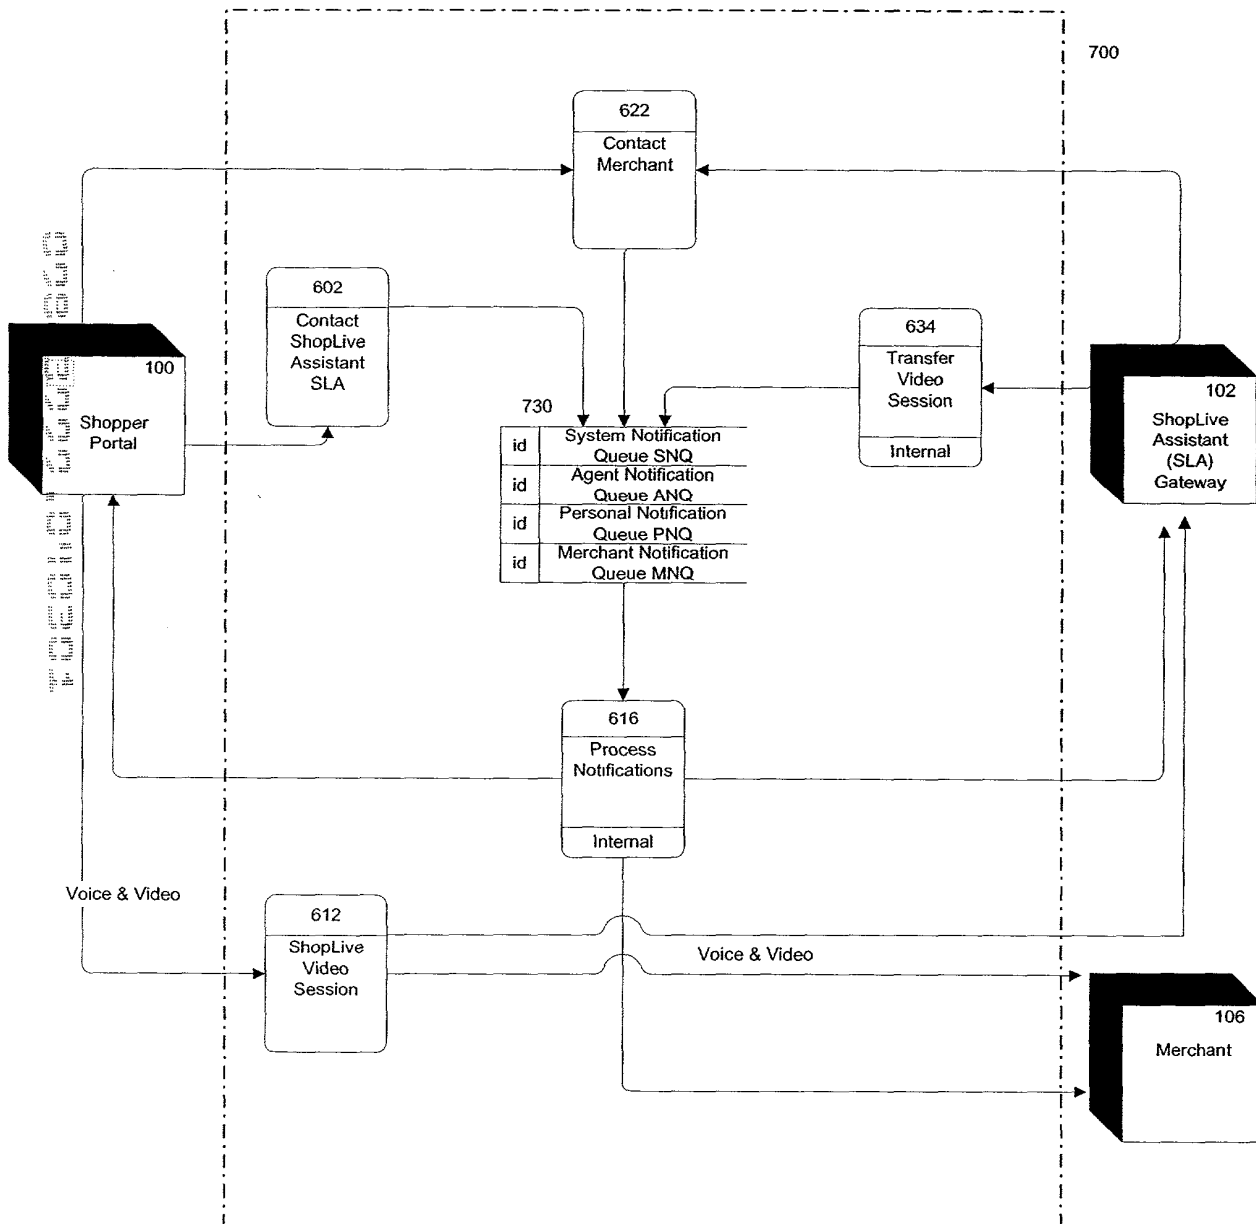 700
622
Contact
Merchant
602
Contact
ShopLive
Assistant
SLA
634
Transfer
Video
Session
Internal
100
Shopper
Portal
102
ShopLive
Assistant
(SLA)
Gateway
730
id
System Notification
Queue SNQ
id
Agent Notification
Queue ANQ
id
Personal Notification
Queue PNQ
id
Merchant Notification
Queue MNQ
616
Process
Notifications
Internal
Voice & Video
612
ShopLive
Video
Session
Voice & Video
106
Merchant